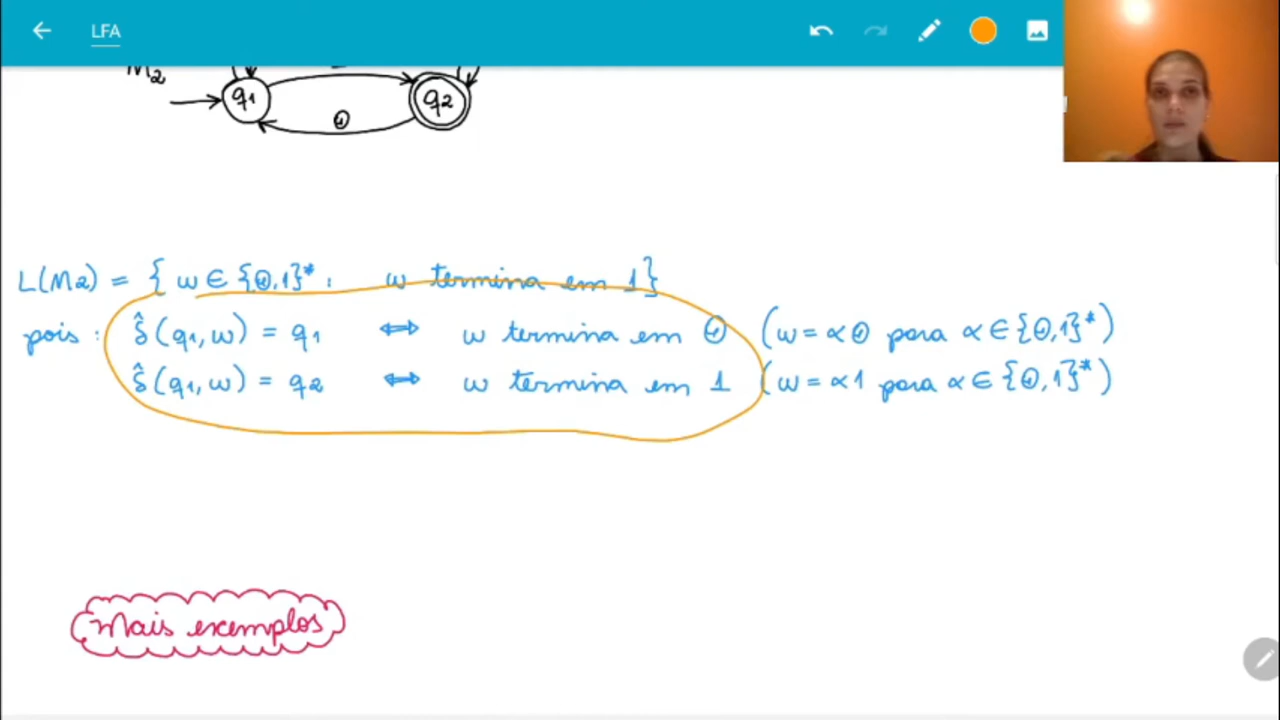 LFA
M2
q1 q2
0
L(M2) = { w ∈ {0,1}* : w termina em 1}
pois : δ̂(q1, w) = q1 ⟺ w termina em 0 (w = α0 para α ∈ {0,1}*)
δ̂(q1, w) = q2 ⟺ w termina em 1 (w = α1 para α ∈ {0,1}*)
Mais exemplos